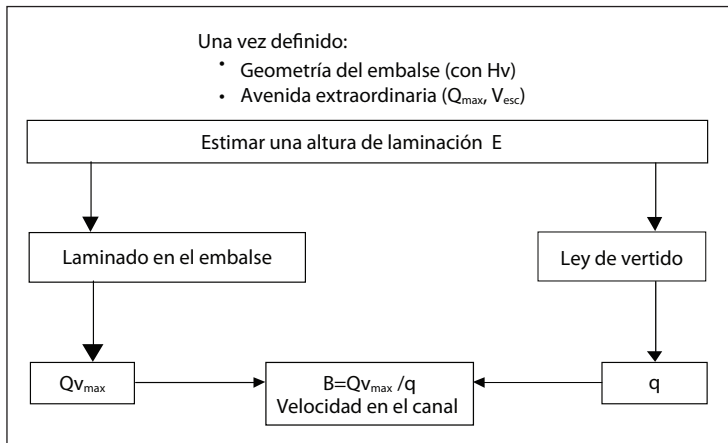 Una vez definido:
• Geometría del embalse (con Hv)
• Avenida extraordinaria (Qmax, Vesc)
Estimar una altura de laminación E
Laminado en el embalse
Ley de vertido
Qvmax
B=Qvmax /q
Velocidad en el canal
q